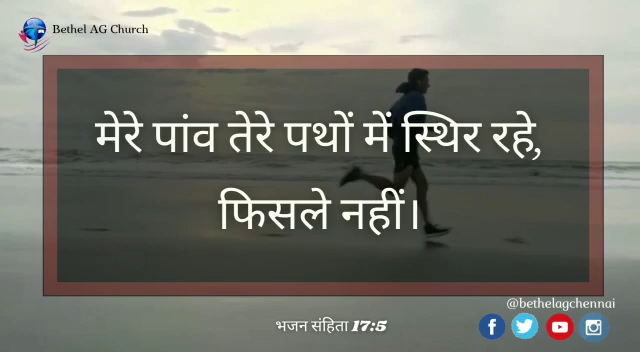 Bethel AG Church
मेरे पांव तेरे पथों में स्थिर रहे,
फिसले नहीं।
@bethelagchennai
भजन संहिता 17:5